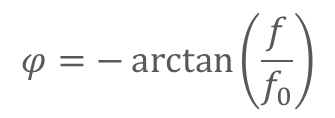 φ = − arctan(f/f₀)